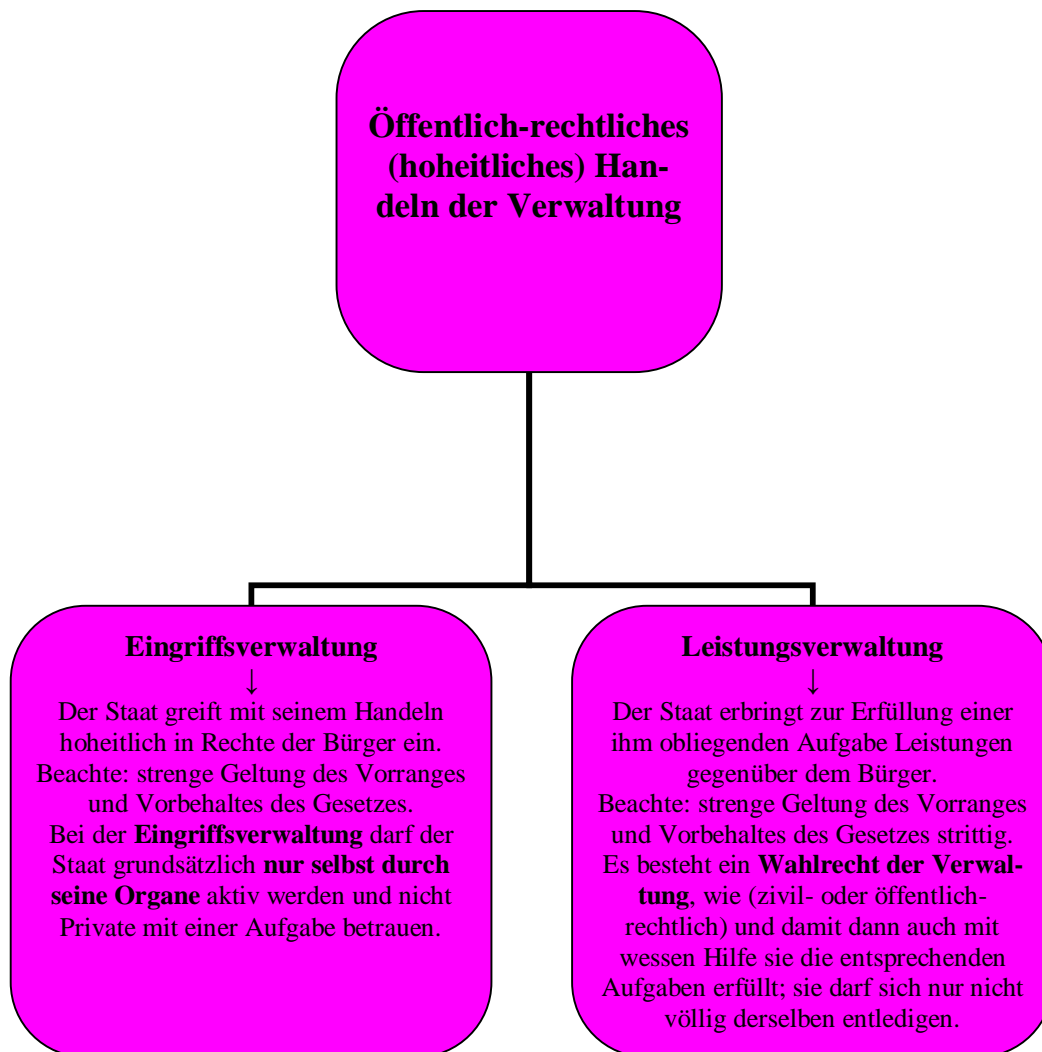 Öffentlich-rechtliches
(hoheitliches) Han-
deln der Verwaltung
Eingriffsverwaltung
↓
Der Staat greift mit seinem Handeln
hoheitlich in Rechte der Bürger ein.
Beachte: strenge Geltung des Vorranges
und Vorbehaltes des Gesetzes.
Bei der Eingriffsverwaltung darf der
Staat grundsätzlich nur selbst durch
seine Organe aktiv werden und nicht
Private mit einer Aufgabe betrauen.
Leistungsverwaltung
↓
Der Staat erbringt zur Erfüllung einer
ihm obliegenden Aufgabe Leistungen
gegenüber dem Bürger.
Beachte: strenge Geltung des Vorranges
und Vorbehaltes des Gesetzes strittig.
Es besteht ein Wahlrecht der Verwal-
tung, wie (zivil- oder öffentlich-
rechtlich) und damit dann auch mit
wessen Hilfe sie die entsprechenden
Aufgaben erfüllt; sie darf sich nur nicht
völlig derselben entledigen.